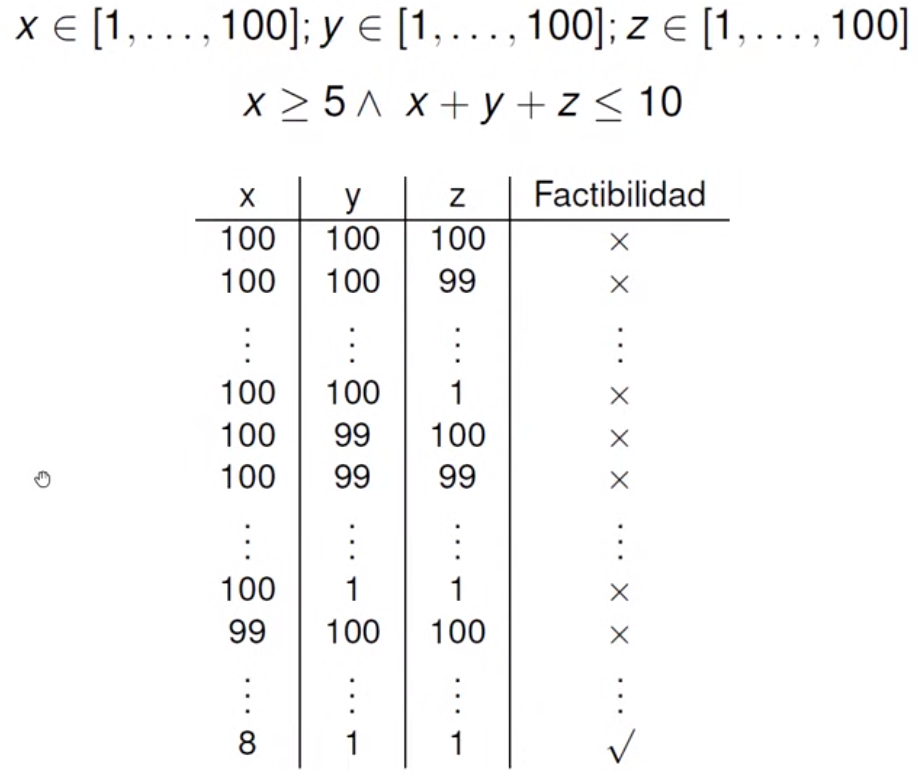 x ∈ [1, . . . , 100]; y ∈ [1, . . . , 100]; z ∈ [1, . . . , 100]
x ≥ 5 ∧ x + y + z ≤ 10
x y z Factibilidad
100 100 100 ×
100 100 99 ×
⋮ ⋮ ⋮ ⋮
100 100 1 ×
100 99 100 ×
100 99 99 ×
⋮ ⋮ ⋮ ⋮
100 1 1 ×
99 100 100 ×
⋮ ⋮ ⋮ ⋮
8 1 1 √